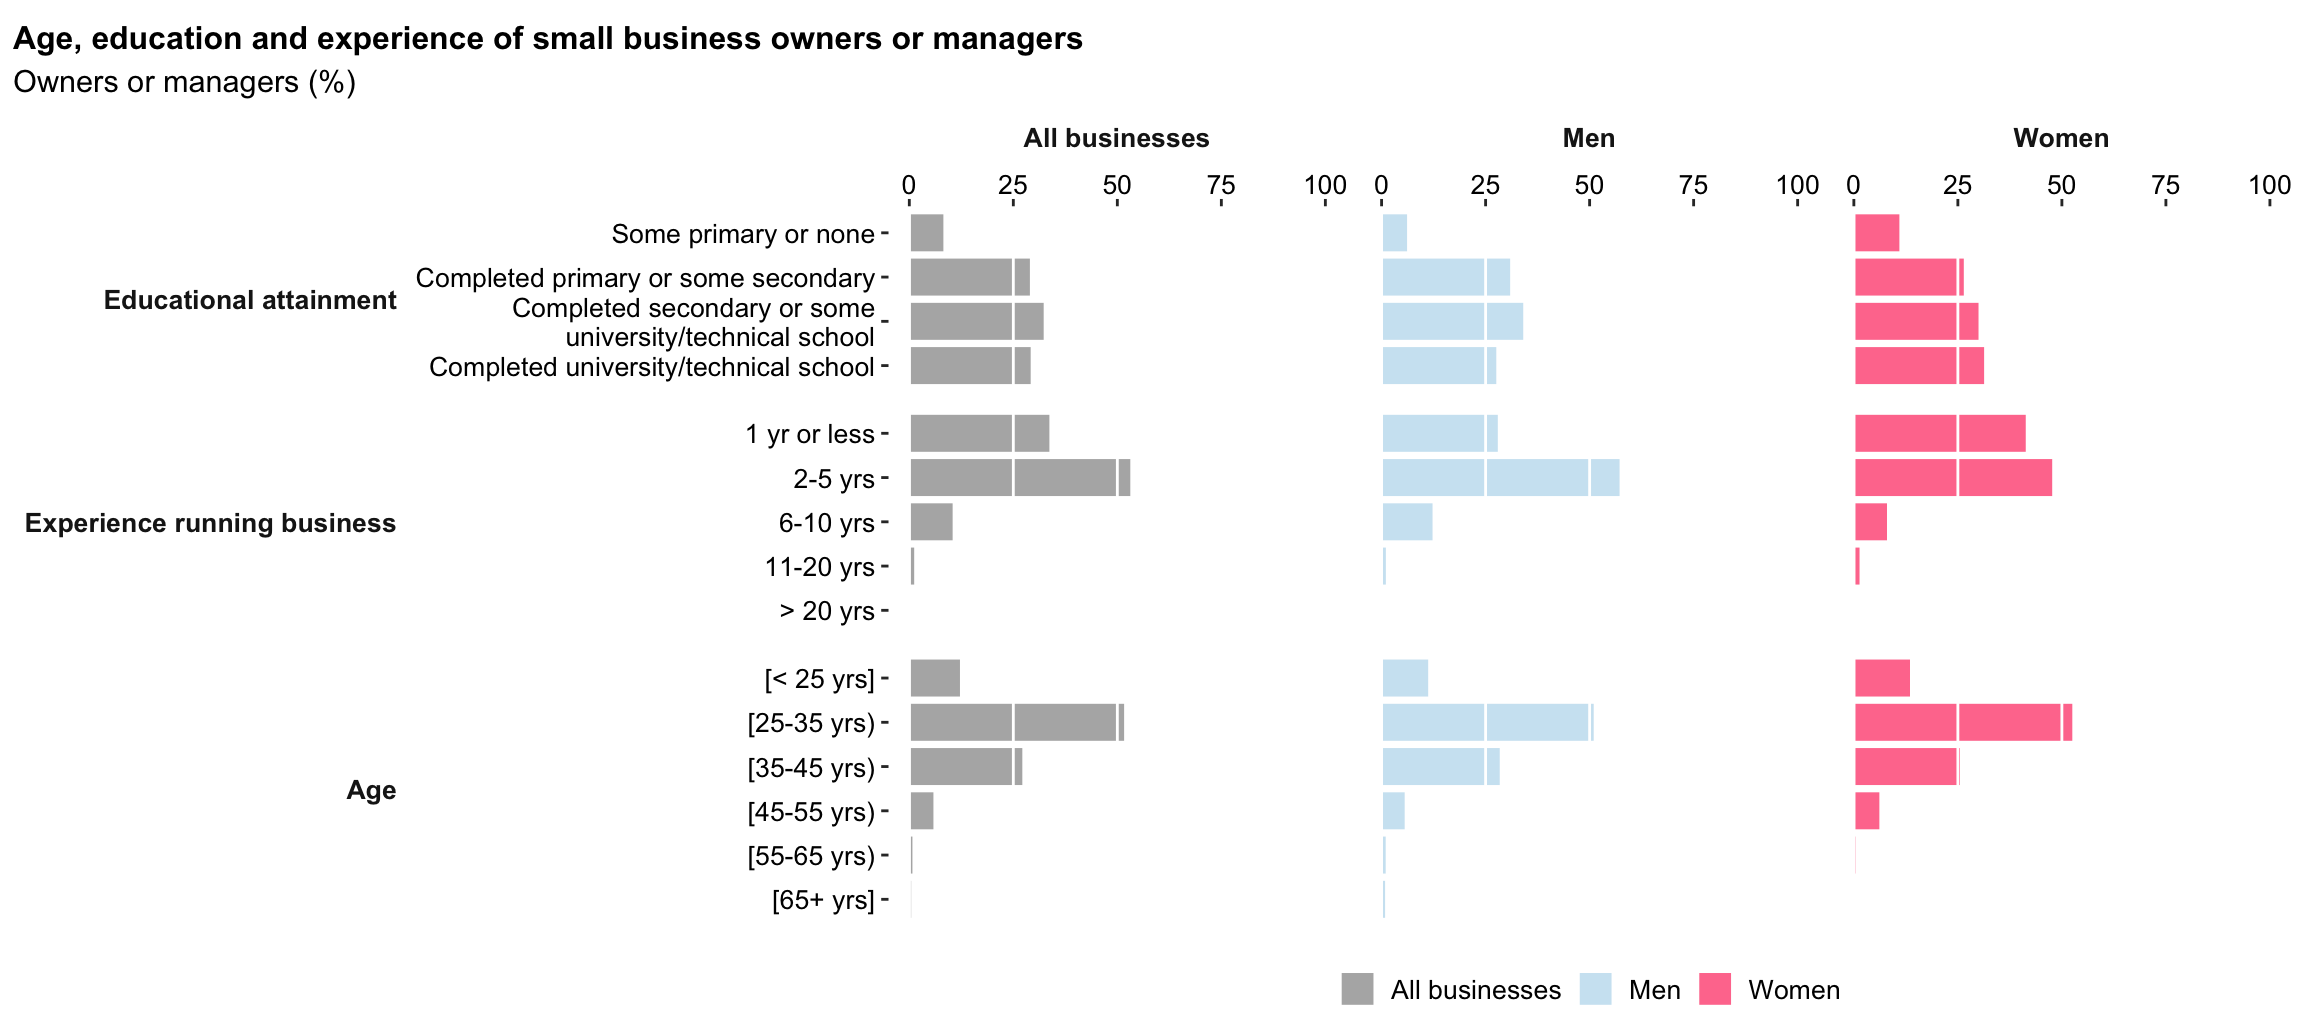 Age, education and experience of small business owners or managers
Owners or managers (%)
All businesses
Men
Women
0 25 50 75 100
0 25 50 75 100
0 25 50 75 100
Educational attainment
Some primary or none
Completed primary or some secondary
Completed secondary or some
university/technical school
Completed university/technical school
Experience running business
1 yr or less
2-5 yrs
6-10 yrs
11-20 yrs
> 20 yrs
Age
[< 25 yrs]
[25-35 yrs)
[35-45 yrs)
[45-55 yrs)
[55-65 yrs)
[65+ yrs]
All businesses
Men
Women